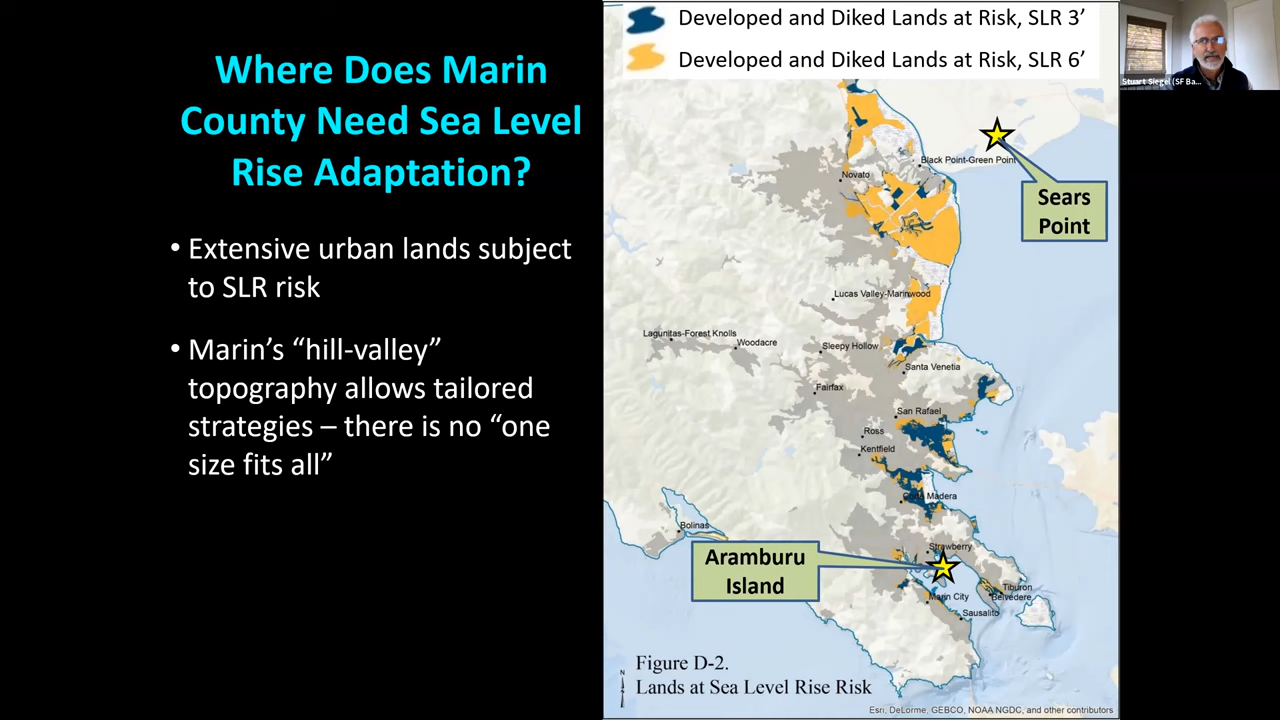 Where Does Marin
County Need Sea Level
Rise Adaptation?
• Extensive urban lands subject
to SLR risk
• Marin’s “hill-valley”
topography allows tailored
strategies – there is no “one
size fits all”
Developed and Diked Lands at Risk, SLR 3’
Developed and Diked Lands at Risk, SLR 6’
Black Point-Green Point
Novato
Sears
Point
Lucas Valley-Marinwood
Lagunitas-Forest Knolls
Woodacre
Sleepy Hollow
Santa Venetia
Fairfax
San Rafael
Ross
Kentfield
Corte Madera
Bolinas
Strawberry
Aramburu
Island
Tiburon
Belvedere
Marin City
Sausalito
N
Figure D-2.
Lands at Sea Level Rise Risk
Esri, DeLorme, GEBCO, NOAA NGDC, and other contributors
Stuart Siegel (SF Ba...